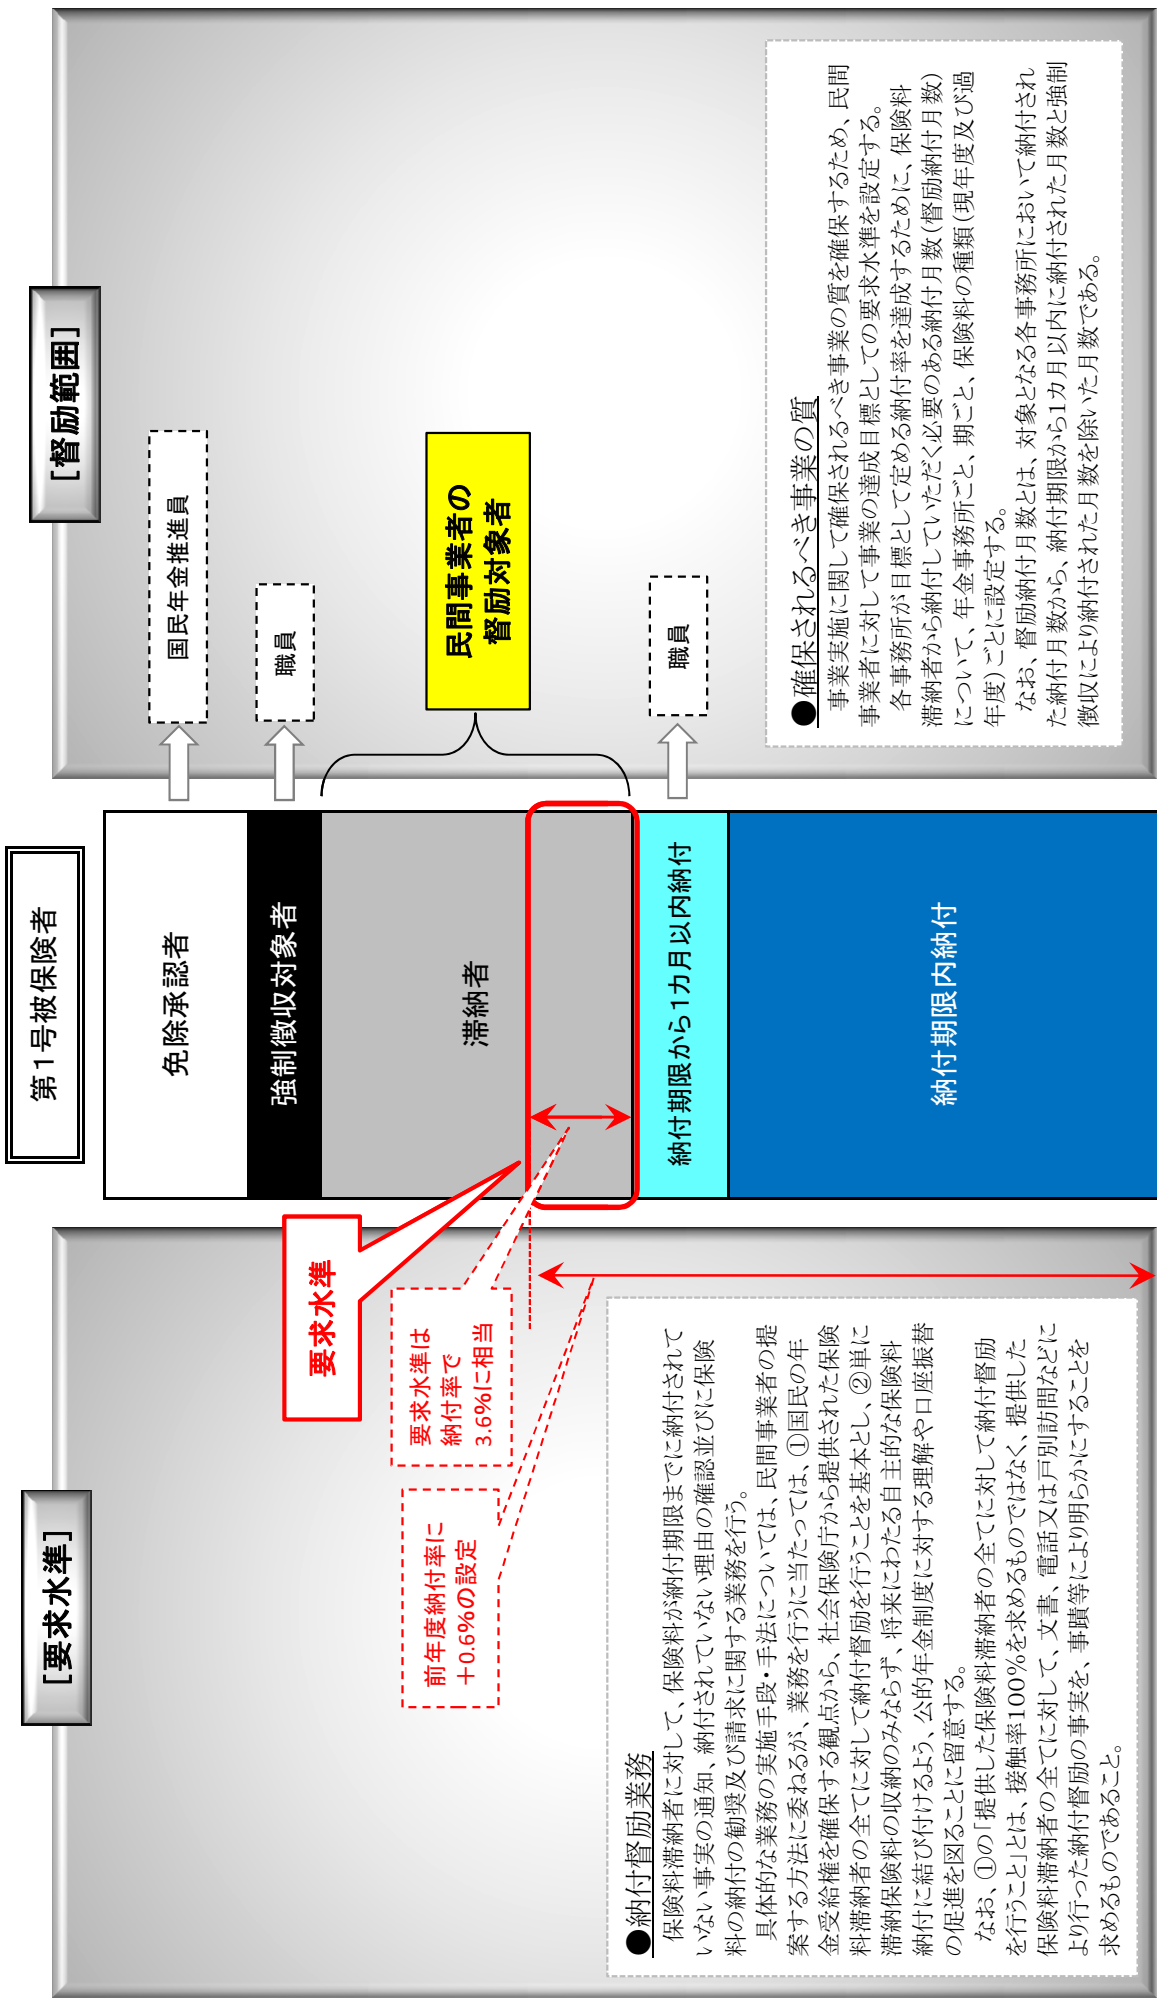 [要求水準]
要求水準
要求水準は
納付率で
3.6%に相当
前年度納付率に
+0.6%の設定
●納付督励業務
保険料滞納者に対して、保険料が納付期限までに納付されて
いない事実の通知、納付されていない理由の確認並びに保険
料の納付の勧奨及び請求に関する業務を行う。
具体的な業務の実施手段・手法については、民間事業者の提
案する方法に委ねるが、業務を行うに当たっては、①国民の年
金受給権を確保する観点から、社会保険庁から提供された保険
料滞納者の全てに対して納付督励を行うことを基本とし、②単に
滞納保険料の収納のみならず、将来にわたる自主的な保険料
納付に結び付けるよう、公的年金制度に対する理解や口座振替
の促進を図ることに留意する。
なお、①の「提供した保険料滞納者の全てに対して納付督励
を行うこと」とは、接触率100%を求めるものではなく、提供した
保険料滞納者の全てに対して、文書、電話又は戸別訪問などに
より行った納付督励の事実を、事蹟等により明らかにすることを
求めるものであること。
第1号被保険者
免除承認者
強制徴収対象者
滞納者
納付期限から1カ月以内納付
納付期限内納付
[督励範囲]
国民年金推進員
職員
民間事業者の
督励対象者
職員
●確保されるべき事業の質
事業実施に関して確保されるべき事業の質を確保するため、民間
事業者に対して事業の達成目標としての要求水準を設定する。
各事務所が目標として定める納付率を達成するために、保険料
滞納者から納付していただく必要のある納付月数(督励納付月数)
について、年金事務所ごと、期ごと、保険料の種類(現年度及び過
年度)ごとに設定する。
なお、督励納付月数とは、対象となる各事務所において納付され
た納付月数から、納付期限から1カ月以内に納付された月数と強制
徴収により納付された月数を除いた月数である。